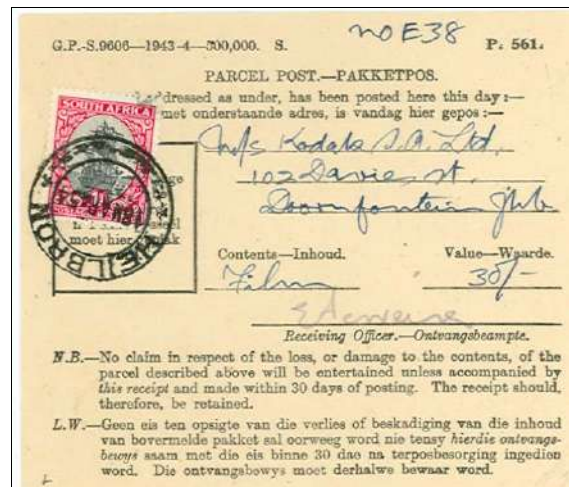 no E38
G.P.-S.9606—1943-4—300,000. S. P. 561.
PARCEL POST.—PAKKETPOS.
addressed as under, has been posted here this day:—
met onderstaande adres, is vandag hier gepos:—
M/s Kodak S.A. Ltd,
102 Davies st,
Doornfontein Jhb
SOUTH AFRICA
HEILBRON
moet hier
Contents—Inhoud. Value—Waarde.
Film 30/-
Receiving Officer.—Ontvangsbeampte.
N.B.—No claim in respect of the loss, or damage to the contents, of the
parcel described above will be entertained unless accompanied by
this receipt and made within 30 days of posting. The receipt should,
therefore, be retained.
L.W.—Geen eis ten opsigte van die verlies of beskadiging van die inhoud
van bovermelde pakket sal oorweeg word nie tensy hierdie ontvangs-
bewys saam met die eis binne 30 dae na terposbesorging ingedien
word. Die ontvangsbewys moet derhalwe bewaar word.